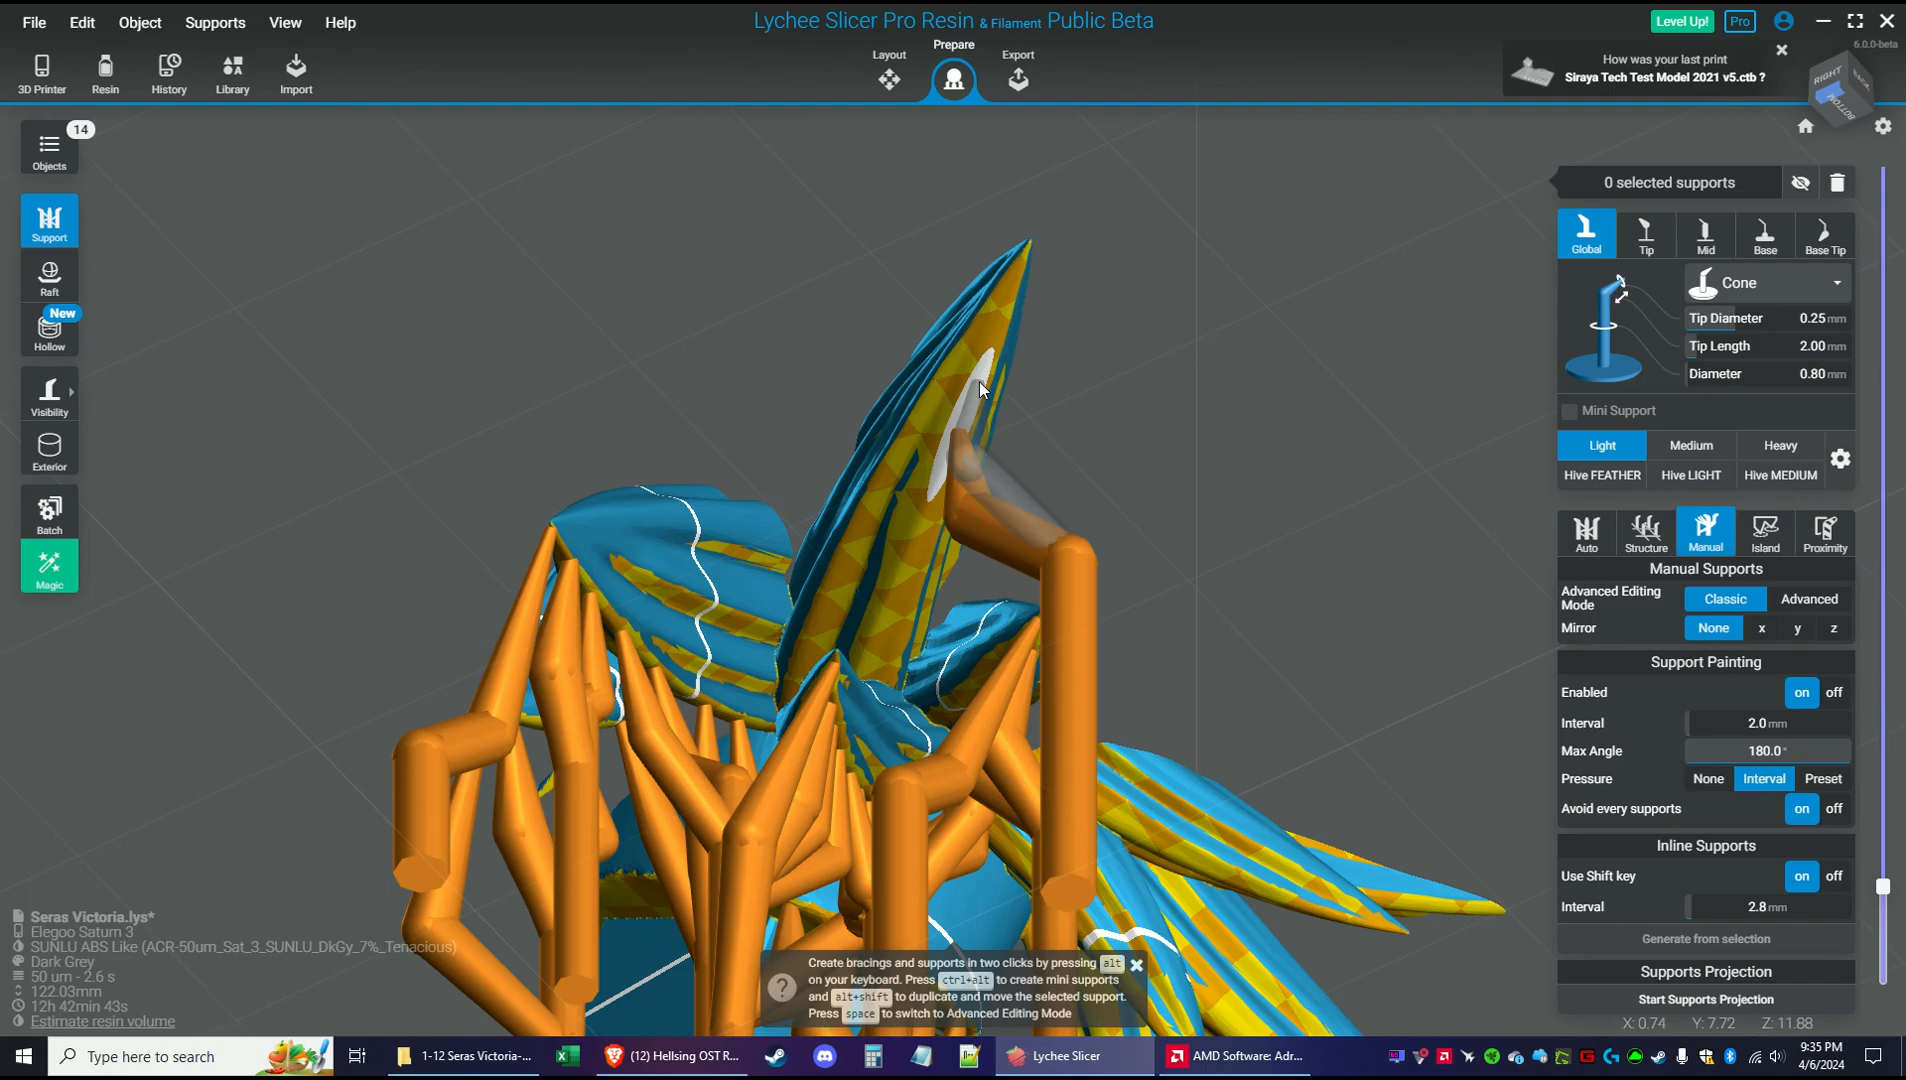 File Edit Object Supports View Help
Lychee Slicer Pro Resin & Filament Public Beta
Level Up! Pro
3D Printer Resin History Library Import
Layout Prepare Export
How was your last print
Siraya Tech Test Model 2021 v5.ctb ?
6.0.0-beta
RIGHT
BACK
BOTTOM
14
Objects
Support
Raft
New
Hollow
Visibility
Exterior
Batch
Magic
0 selected supports
Global Tip Mid Base Base Tip
Cone
Tip Diameter 0.25 mm
Tip Length 2.00 mm
Diameter 0.80 mm
Mini Support
Light Medium Heavy
Hive FEATHER Hive LIGHT Hive MEDIUM
Auto Structure Manual Island Proximity
Manual Supports
Advanced Editing Mode Classic Advanced
Mirror None x y z
Support Painting
Enabled on off
Interval 2.0 mm
Max Angle 180.0 °
Pressure None Interval Preset
Avoid every supports on off
Inline Supports
Use Shift key on off
Interval 2.8 mm
Generate from selection
Supports Projection
Start Supports Projection
X: 0.74 Y: 7.72 Z: 11.88
Seras Victoria.lys*
Elegoo Saturn 3
SUNLU ABS Like (ACR-50um_Sat_3_SUNLU_DkGy_7%_Tenacious)
Dark Grey
50 um - 2.6 s
122.03mm
12h 42min 43s
Estimate resin volume
Create bracings and supports in two clicks by pressing alt
on your keyboard. Press ctrl+alt to create mini supports
and alt+shift to duplicate and move the selected support.
Press space to switch to Advanced Editing Mode
Type here to search
1-12 Seras Victoria-...
(12) Hellsing OST R...
Lychee Slicer
AMD Software: Adr...
9:35 PM
4/6/2024